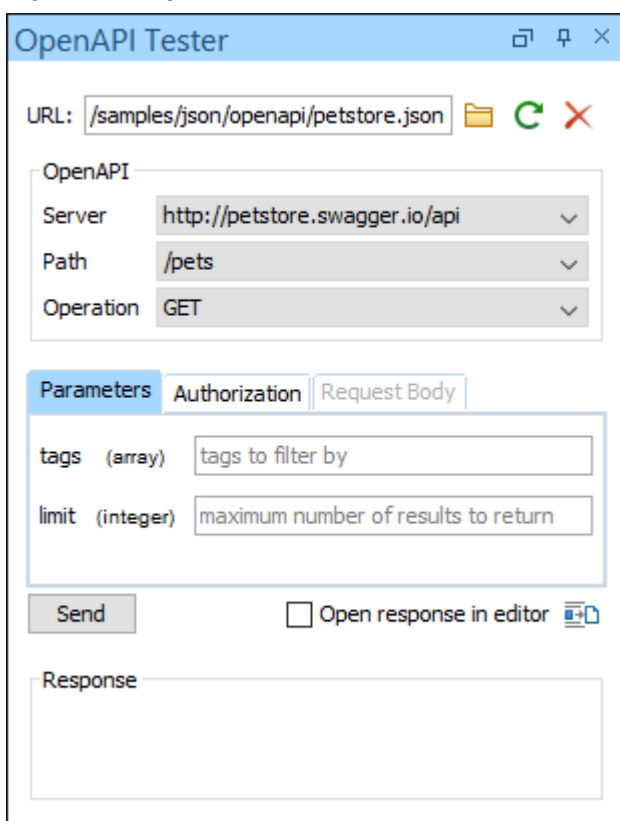 OpenAPI Tester
URL: /samples/json/openapi/petstore.json
OpenAPI
Server http://petstore.swagger.io/api
Path /pets
Operation GET
Parameters Authorization Request Body
tags (array) tags to filter by
limit (integer) maximum number of results to return
Send Open response in editor
Response